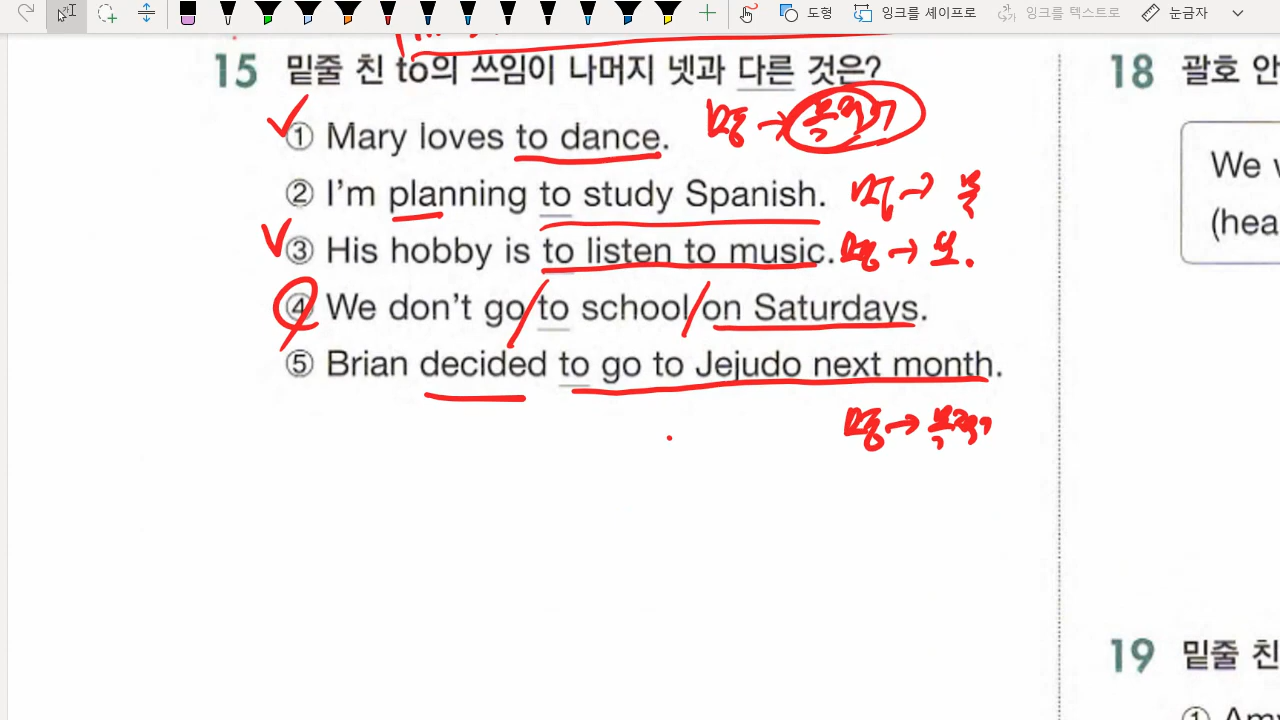 도형 잉크를 셰이프로 잉크를 텍스트로 눈금자
15 밑줄 친 to의 쓰임이 나머지 넷과 다른 것은?
① Mary loves to dance. 명 → 목적어
② I'm planning to study Spanish. 명 → 목
③ His hobby is to listen to music. 명 → 보.
④ We don't go to school on Saturdays.
⑤ Brian decided to go to Jejudo next month.
명 → 목적어
18 괄호 안
We
(hea
19 밑줄 친
① Amy